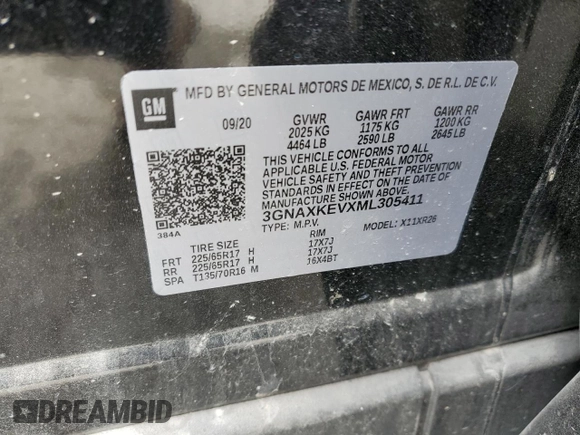 GM
MFD BY GENERAL MOTORS DE MEXICO, S. DE R.L. DE C.V.
09/20 GVWR GAWR FRT GAWR RR
2025 KG 1175 KG 1200 KG
4464 LB 2590 LB 2645 LB
THIS VEHICLE CONFORMS TO ALL
APPLICABLE U.S. FEDERAL MOTOR
VEHICLE SAFETY AND THEFT PREVENTION
STANDARDS IN EFFECT ON THE DATE OF
MANUFACTURE SHOWN ABOVE.
3GNAXKEVXML305411
384A
TYPE: M.P.V. MODEL: X11XR26
TIRE SIZE RIM
FRT 225/65R17 H 17X7J
RR 225/65R17 H 17X7J
SPA T135/70R16 M 16X4BT
DREAMBID